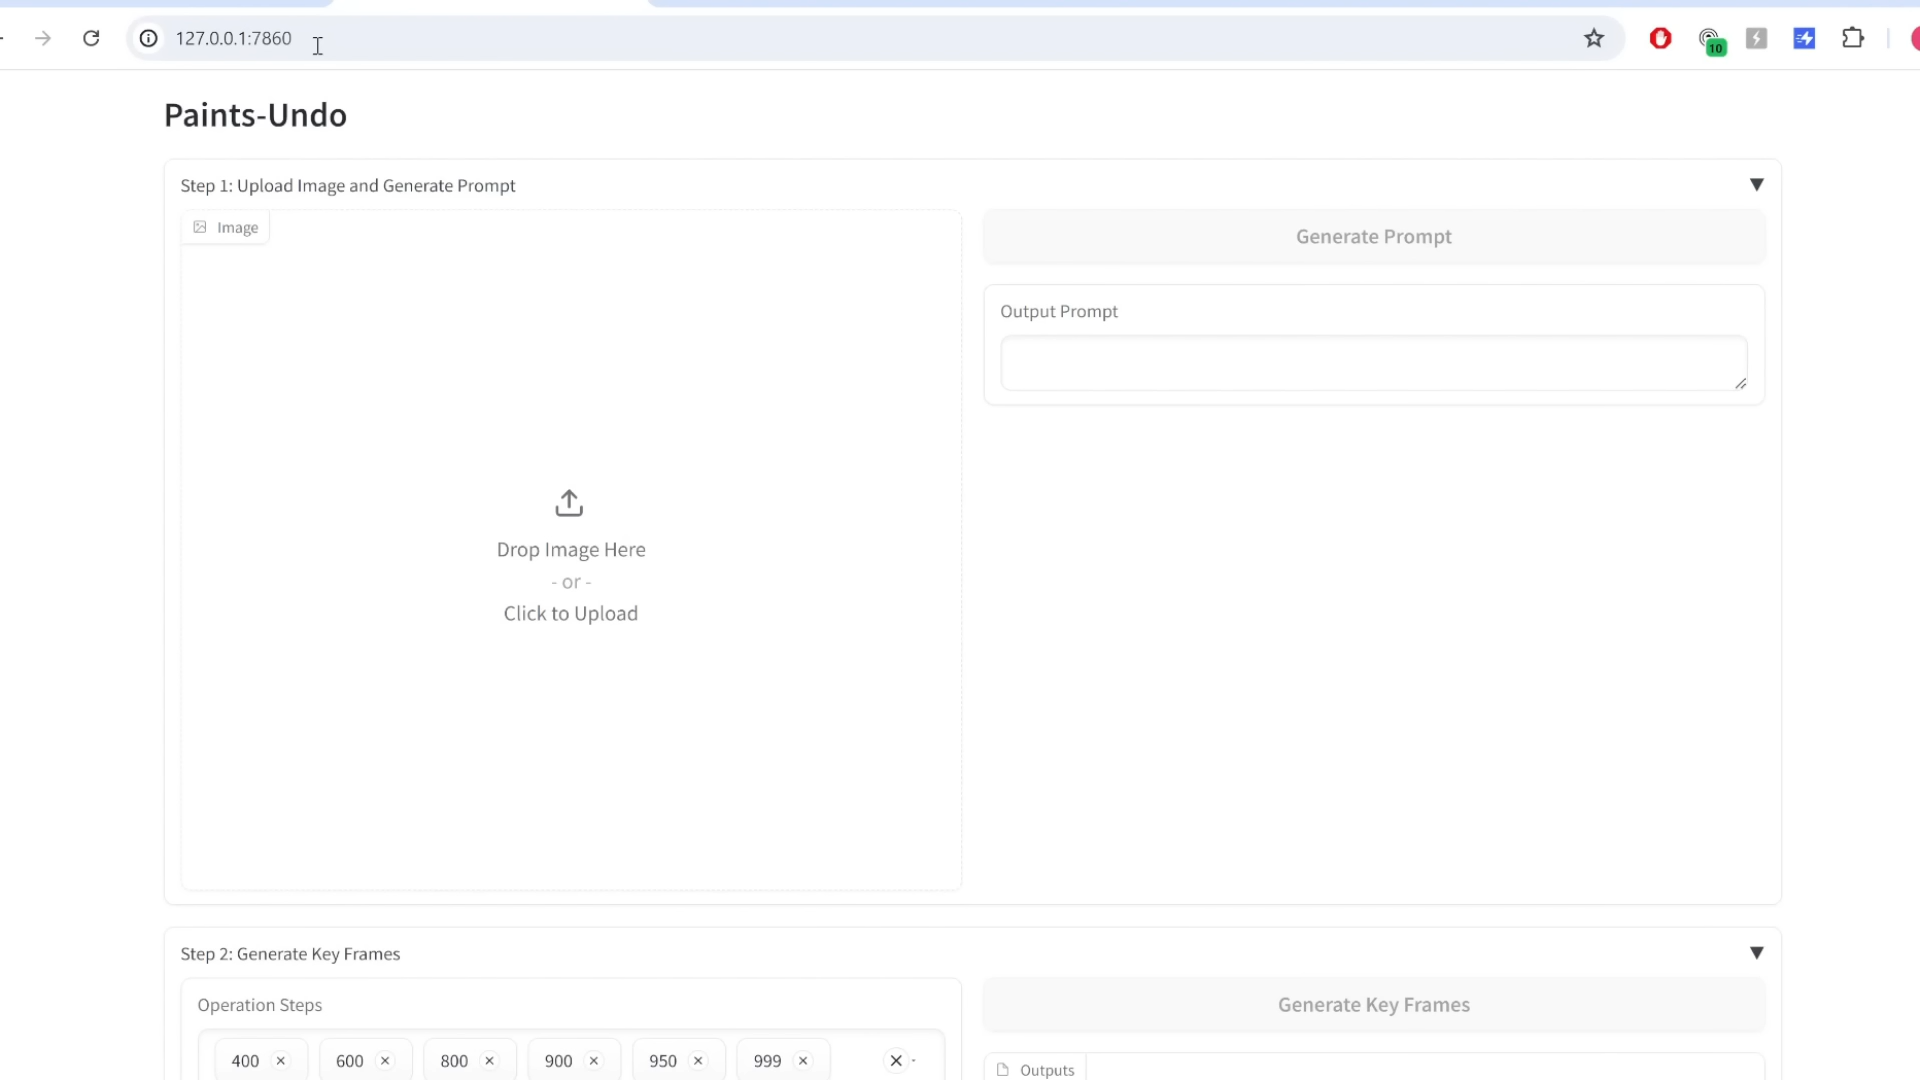 127.0.0.1:7860
10
Paints-Undo
Step 1: Upload Image and Generate Prompt
Image
Generate Prompt
Output Prompt
Drop Image Here
- or -
Click to Upload
Step 2: Generate Key Frames
Operation Steps
Generate Key Frames
400 600 800 900 950 999
Outputs